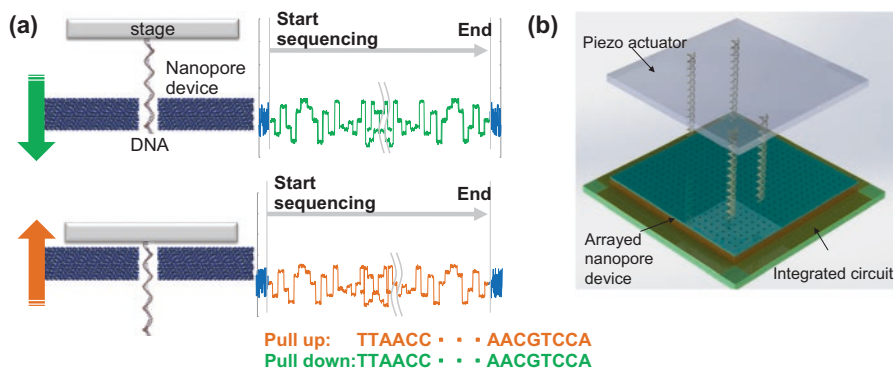 (a)
stage
Nanopore
device
DNA
Start
sequencing
End
Start
sequencing
End
Pull up: TTAACC · · · AACGTCCA
Pull down:TTAACC · · · AACGTCCA
(b)
Piezo actuator
Arrayed
nanopore
device
Integrated circuit